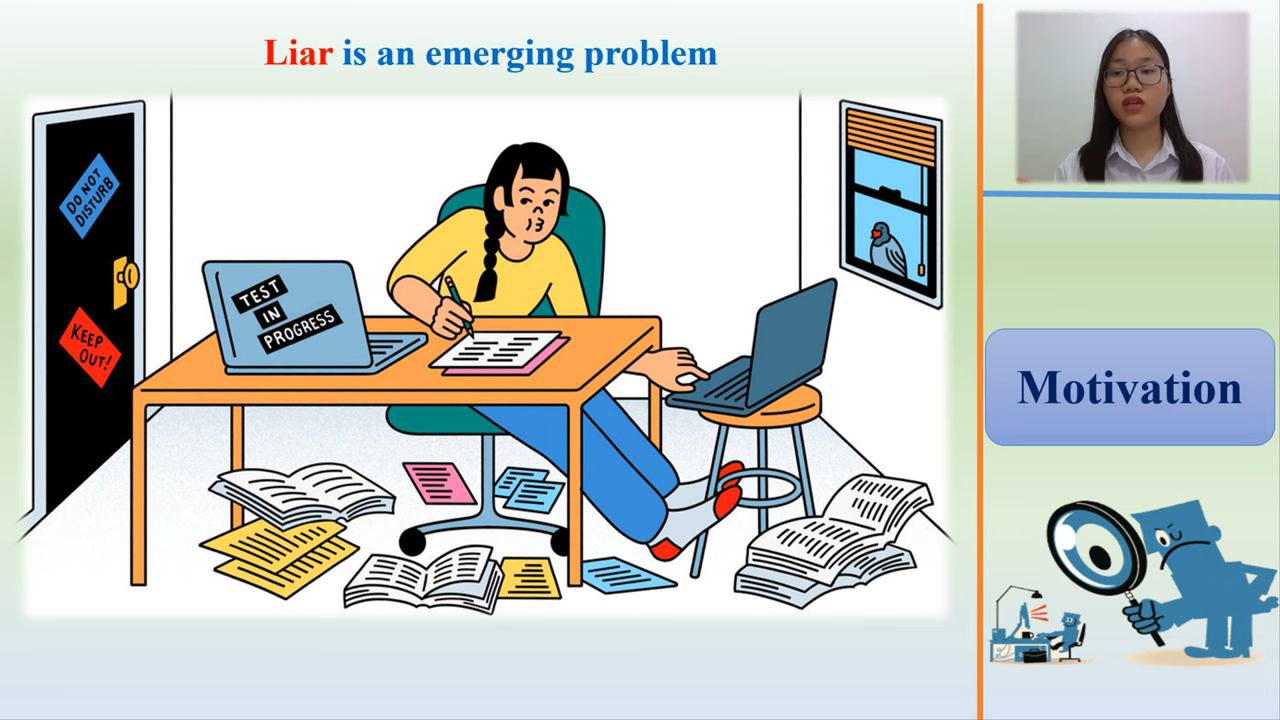 Liar is an emerging problem
DO NOT
DISTURB
KEEP
OUT!
TEST
IN
PROGRESS
Motivation